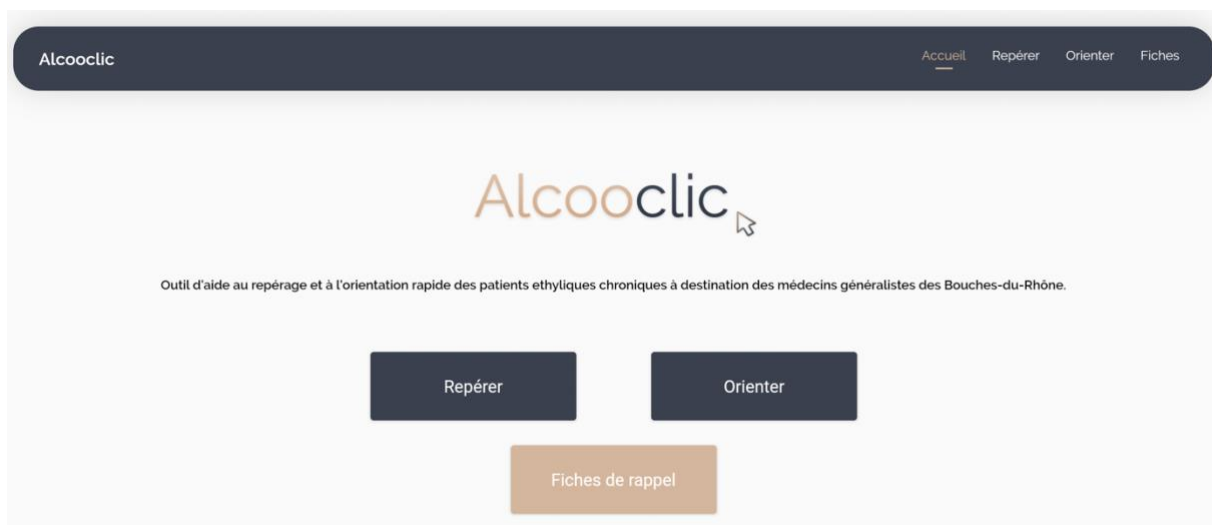 Alcooclic
Accueil Repérer Orienter Fiches
Alcooclic
Outil d'aide au repérage et à l'orientation rapide des patients ethyliques chroniques à destination des médecins généralistes des Bouches-du-Rhône.
Repérer
Orienter
Fiches de rappel